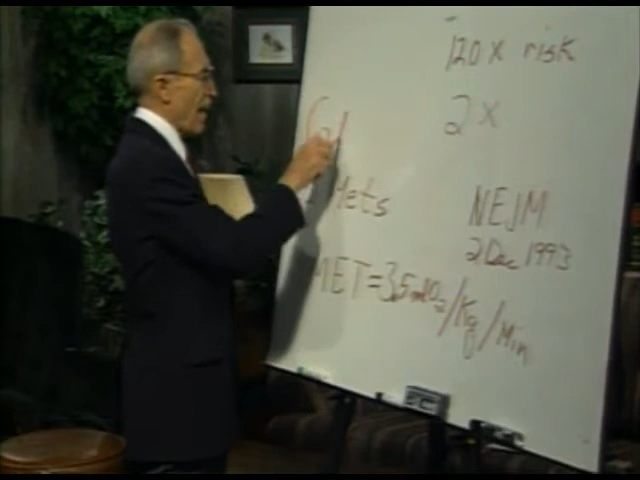 120 x risk
2 x
Mets
NEJM
2 Dec 1993
MET = 3.5 ml O2/Kg/Min